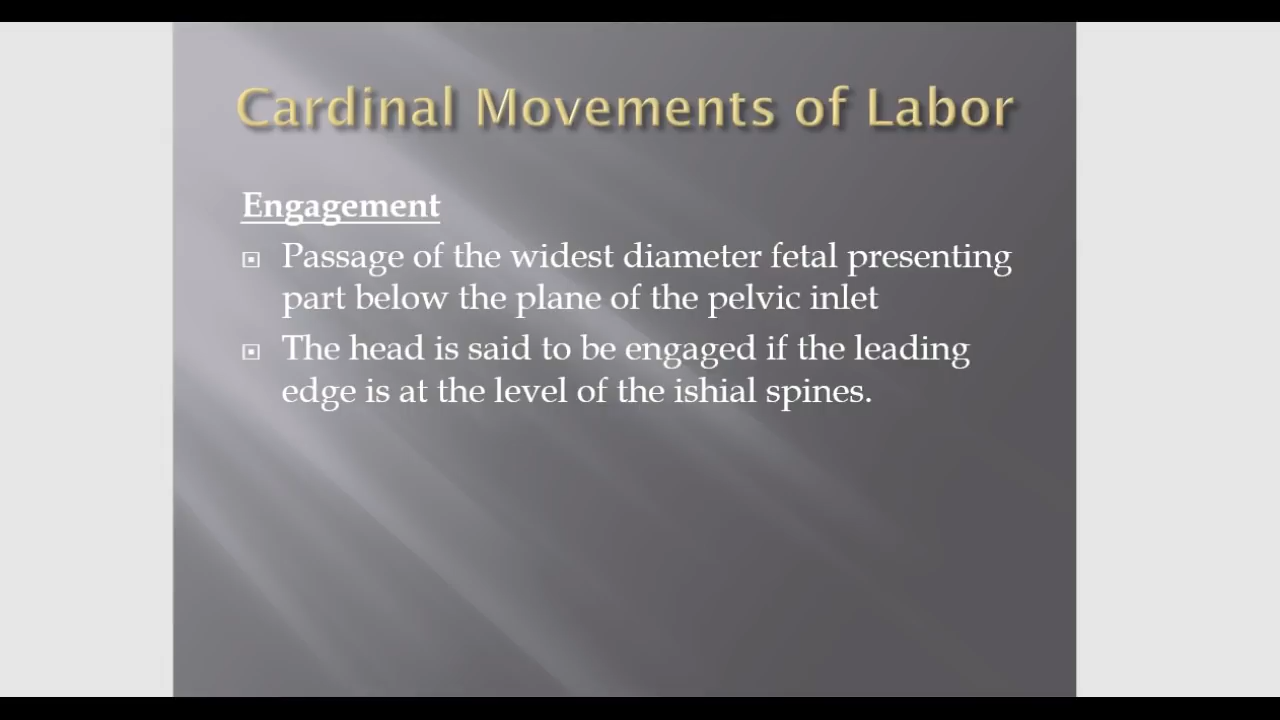 Cardinal Movements of Labor
Engagement
Passage of the widest diameter fetal presenting
part below the plane of the pelvic inlet
The head is said to be engaged if the leading
edge is at the level of the ishial spines.